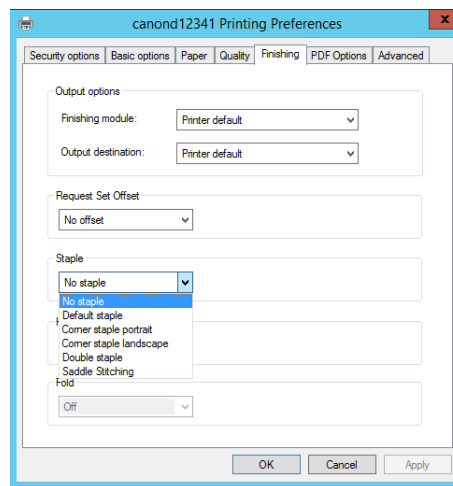 canond12341 Printing Preferences
x
Security options Basic options Paper Quality Finishing PDF Options Advanced
Output options
Finishing module: Printer default
Output destination: Printer default
Request Set Offset
No offset
Staple
No staple
No staple
Default staple
Corner staple portrait
Corner staple landscape
Double staple
Saddle Stitching
Fold
Off
OK Cancel Apply